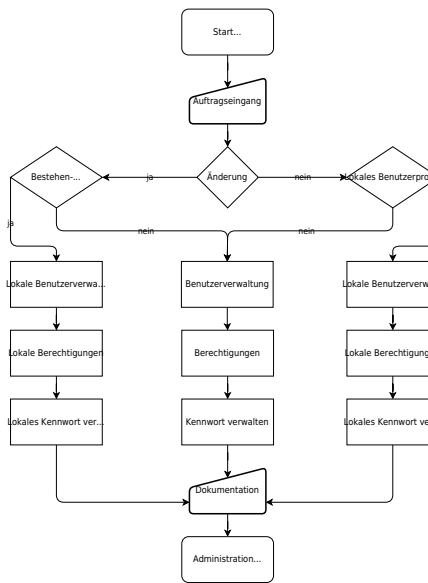 Start...
Auftragseingang
Bestehen-...
ja
Änderung
nein
Lokales Benutzerpro
ja
nein
nein
Lokale Benutzerverwa...
Benutzerverwaltung
Lokale Benutzerverw
Lokale Berechtigungen
Berechtigungen
Lokale Berechtigung
Lokales Kennwort ver...
Kennwort verwalten
Lokales Kennwort ve
Dokumentation
Administration...